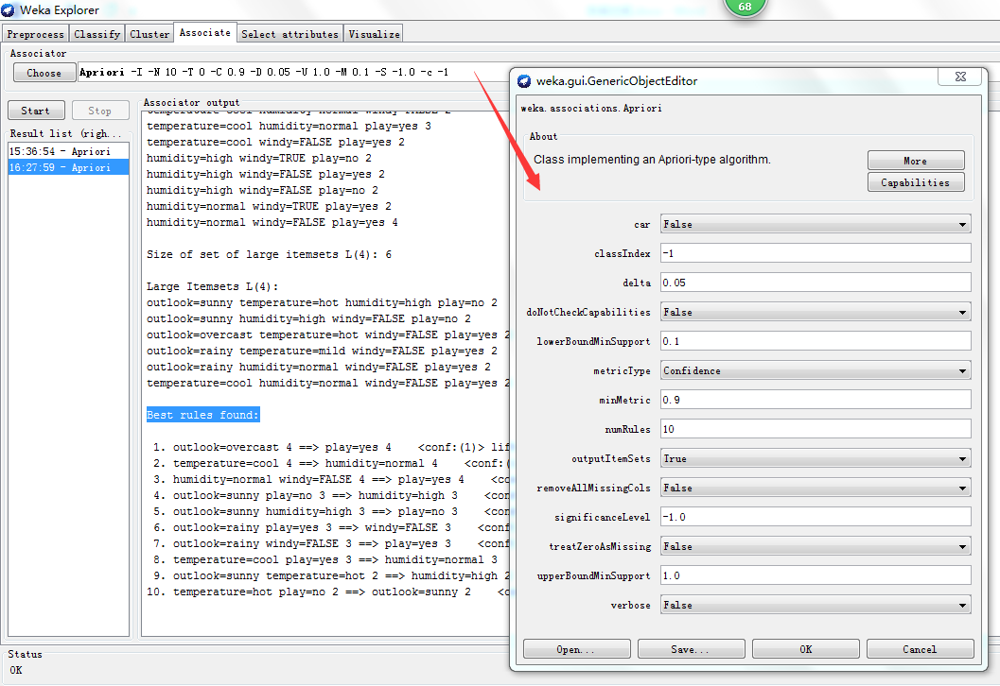 Weka Explorer
68
Preprocess Classify Cluster Associate Select attributes Visualize
Associator
Choose Apriori -I -N 10 -T 0 -C 0.9 -D 0.05 -U 1.0 -M 0.1 -S -1.0 -c -1
Start Stop
Result list (righ...
15:36:54 - Apriori
16:27:59 - Apriori
Associator output
temperature=cool humidity=normal windy=FALSE 2
temperature=cool humidity=normal play=yes 3
temperature=cool windy=FALSE play=yes 2
humidity=high windy=TRUE play=no 2
humidity=high windy=FALSE play=yes 2
humidity=high windy=FALSE play=no 2
humidity=normal windy=TRUE play=yes 2
humidity=normal windy=FALSE play=yes 4
Size of set of large itemsets L(4): 6
Large Itemsets L(4):
outlook=sunny temperature=hot humidity=high play=no 2
outlook=sunny humidity=high windy=FALSE play=no 2
outlook=overcast temperature=hot windy=FALSE play=yes 2
outlook=rainy temperature=mild windy=FALSE play=yes 2
outlook=rainy humidity=normal windy=FALSE play=yes 2
temperature=cool humidity=normal windy=FALSE play=yes 2
Best rules found:
1. outlook=overcast 4 ==> play=yes 4 <conf:(1)> lif
2. temperature=cool 4 ==> humidity=normal 4 <conf:(
3. humidity=normal windy=FALSE 4 ==> play=yes 4 <co
4. outlook=sunny play=no 3 ==> humidity=high 3 <con
5. outlook=sunny humidity=high 3 ==> play=no 3 <con
6. outlook=rainy play=yes 3 ==> windy=FALSE 3 <conf
7. outlook=rainy windy=FALSE 3 ==> play=yes 3 <conf
8. temperature=cool play=yes 3 ==> humidity=normal 3
9. outlook=sunny temperature=hot 2 ==> humidity=high 2
10. temperature=hot play=no 2 ==> outlook=sunny 2 <c
Status
OK
weka.gui.GenericObjectEditor
weka.associations.Apriori
About
Class implementing an Apriori-type algorithm.
More
Capabilities
car False
classIndex -1
delta 0.05
doNotCheckCapabilities False
lowerBoundMinSupport 0.1
metricType Confidence
minMetric 0.9
numRules 10
outputItemSets True
removeAllMissingCols False
significanceLevel -1.0
treatZeroAsMissing False
upperBoundMinSupport 1.0
verbose False
Open... Save... OK Cancel